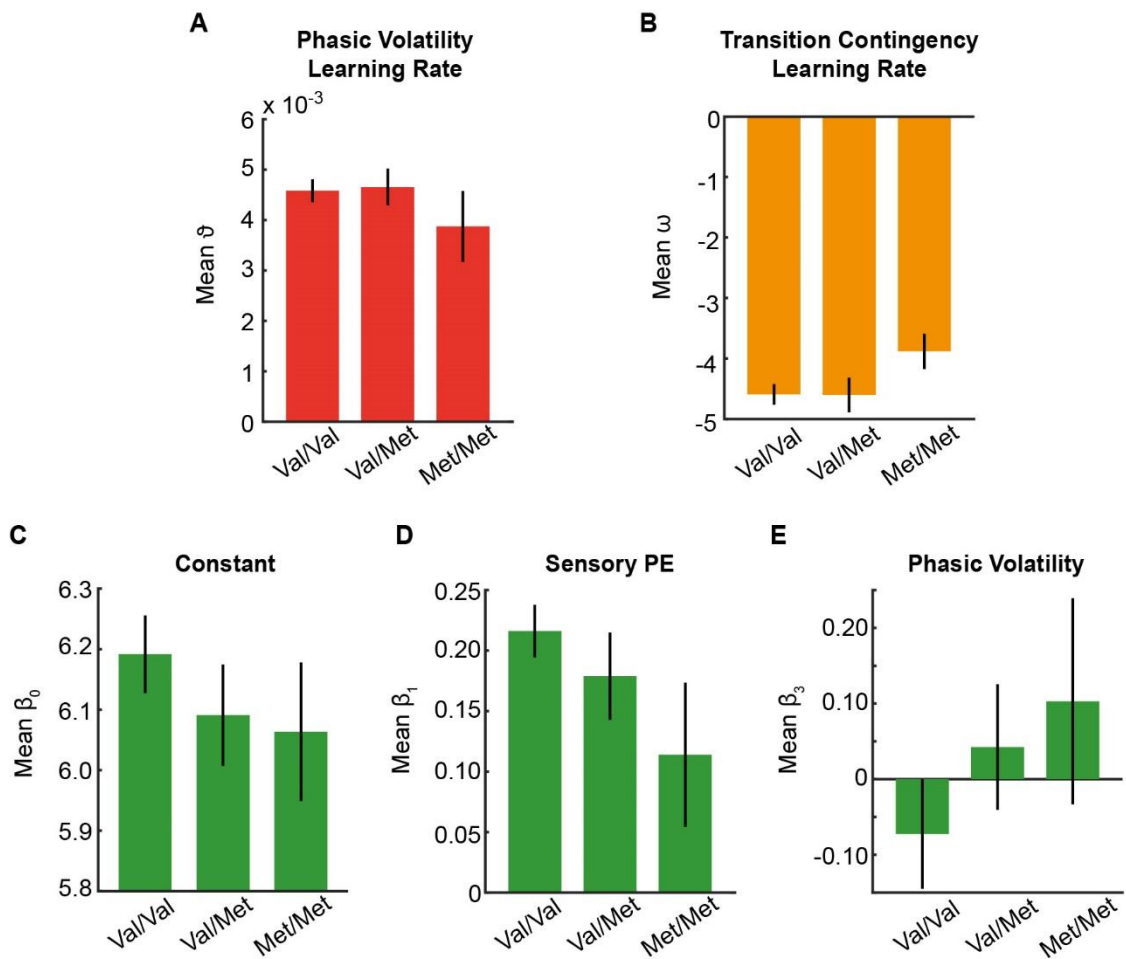 A
Phasic Volatility
Learning Rate
x 10⁻³
6
5
4
3
2
1
0
Mean ϑ
Val/Val
Val/Met
Met/Met
B
Transition Contingency
Learning Rate
0
-1
-2
-3
-4
-5
Mean ω
Val/Val
Val/Met
Met/Met
C
Constant
6.3
6.2
6.1
6.0
5.9
5.8
Mean β₀
Val/Val
Val/Met
Met/Met
D
Sensory PE
0.25
0.20
0.15
0.10
0.05
0
Mean β₁
Val/Val
Val/Met
Met/Met
E
Phasic Volatility
0.20
0.10
0
-0.10
Mean β₃
Val/Val
Val/Met
Met/Met